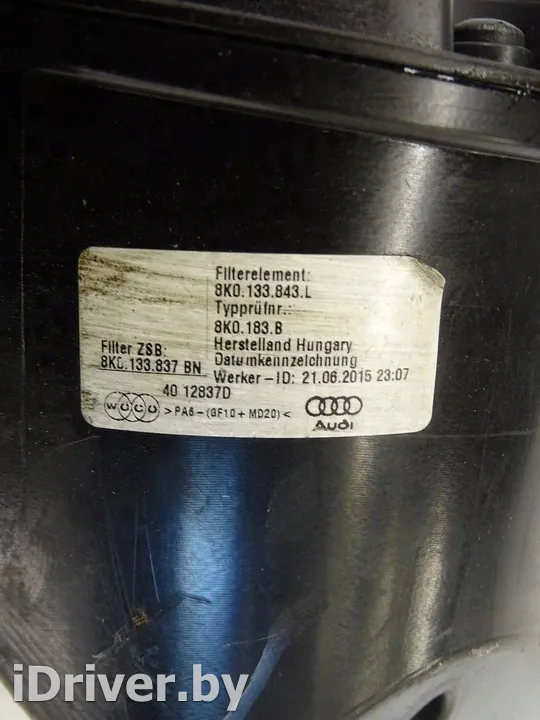 Filterelement:
8K0.133.843.L
Typprüfnr.:
8K0.183.B
Filter ZSB:
Herstelland Hungary
8K0.133.837 BN
Datumkennzeichnung
Werker-ID: 21.06.2015 23:07
40 12837D
WOCO >PA6-(GF10+MD20)<
Audi
iDriver.by